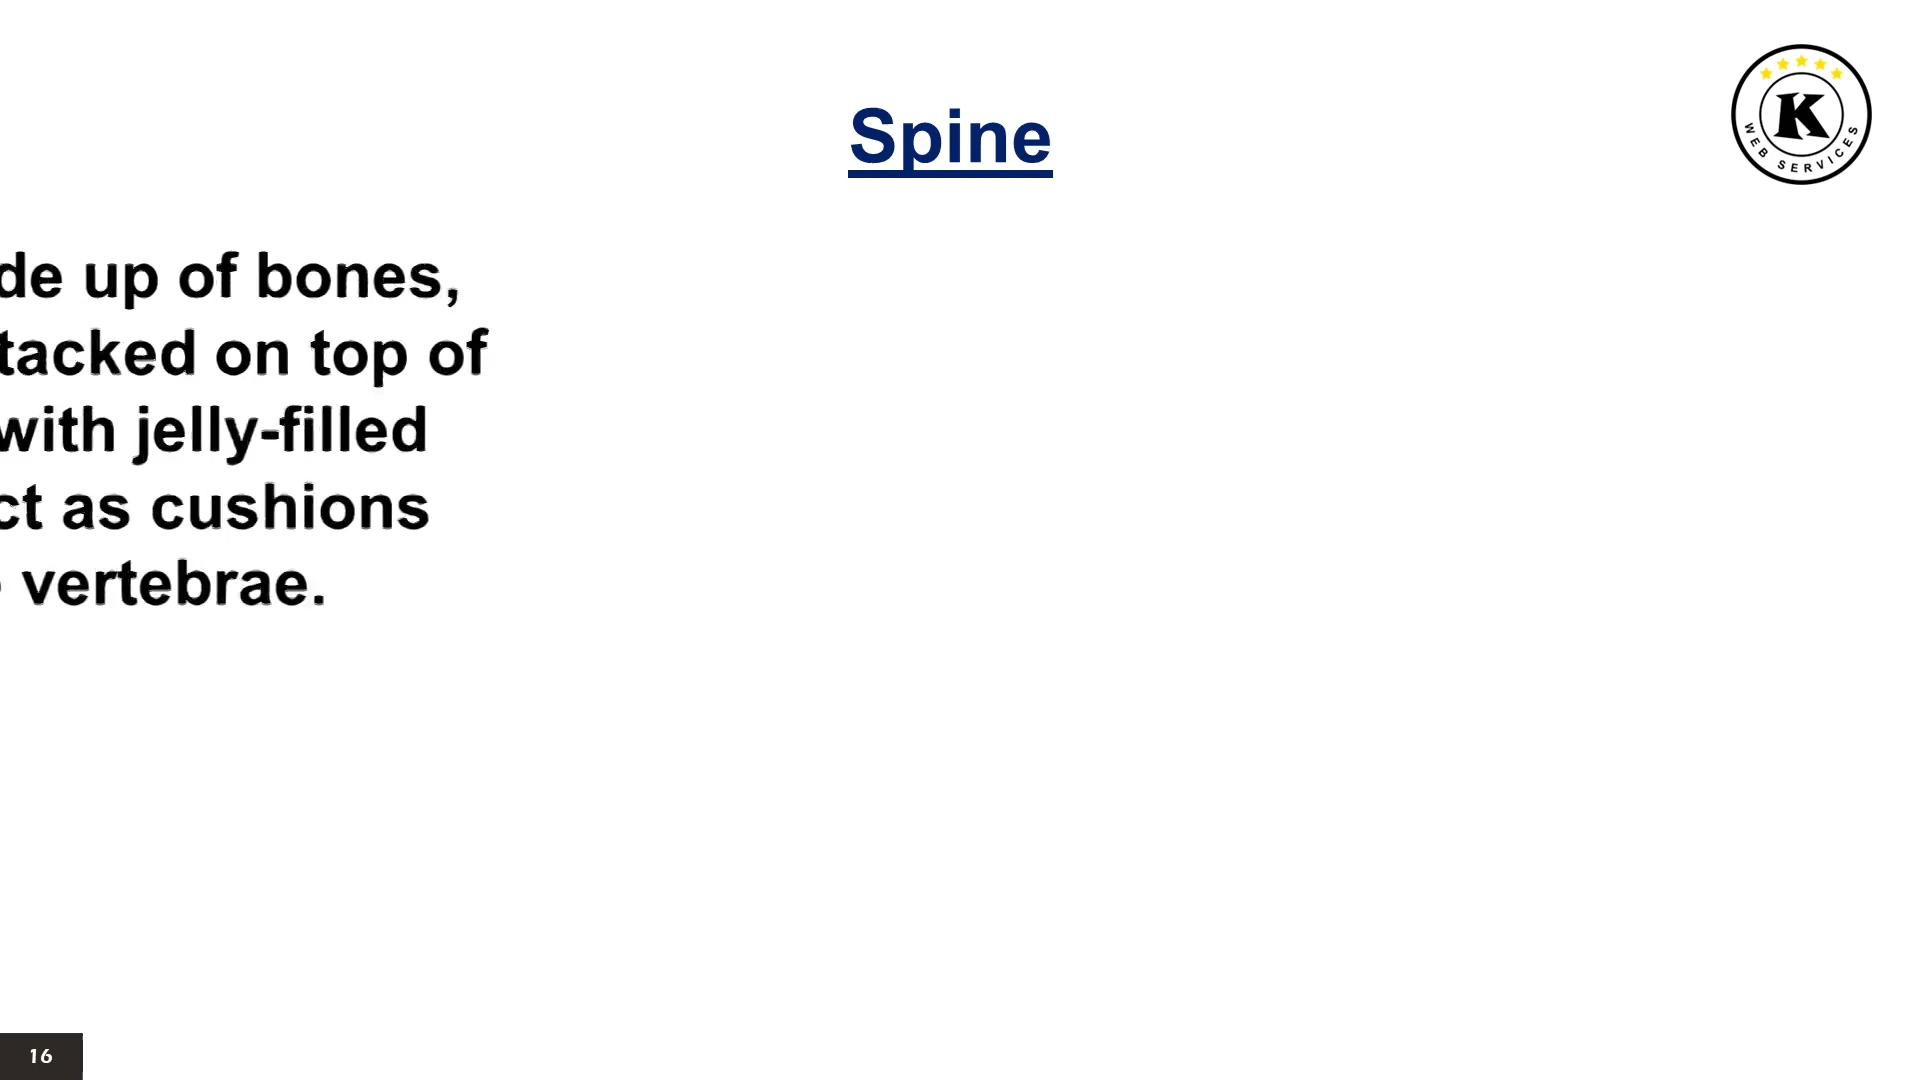 Spine
K
WEB SERVICES
de up of bones,
tacked on top of
with jelly-filled
ct as cushions
vertebrae.
16